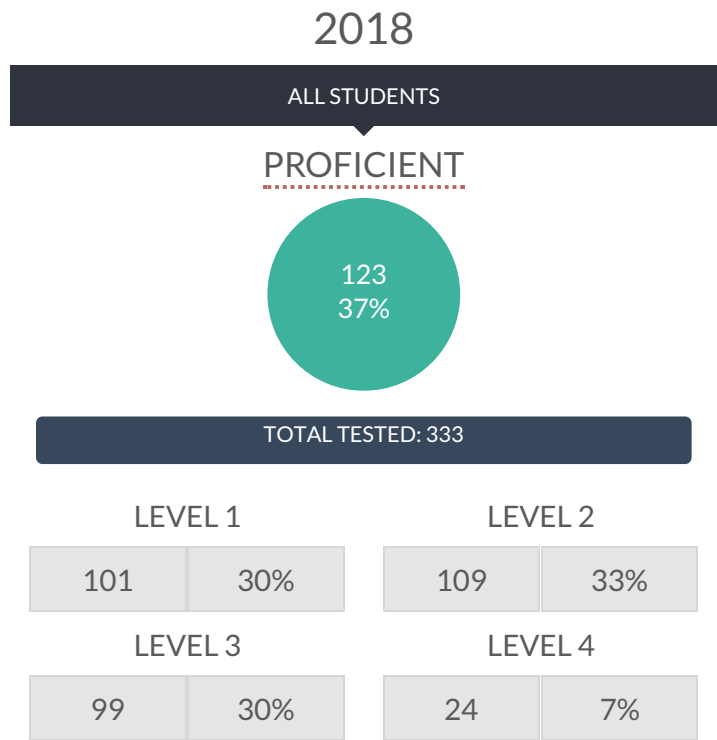 2018
ALL STUDENTS
PROFICIENT
123
37%
TOTAL TESTED: 333
LEVEL 1 LEVEL 2
101 30% 109 33%
LEVEL 3 LEVEL 4
99 30% 24 7%